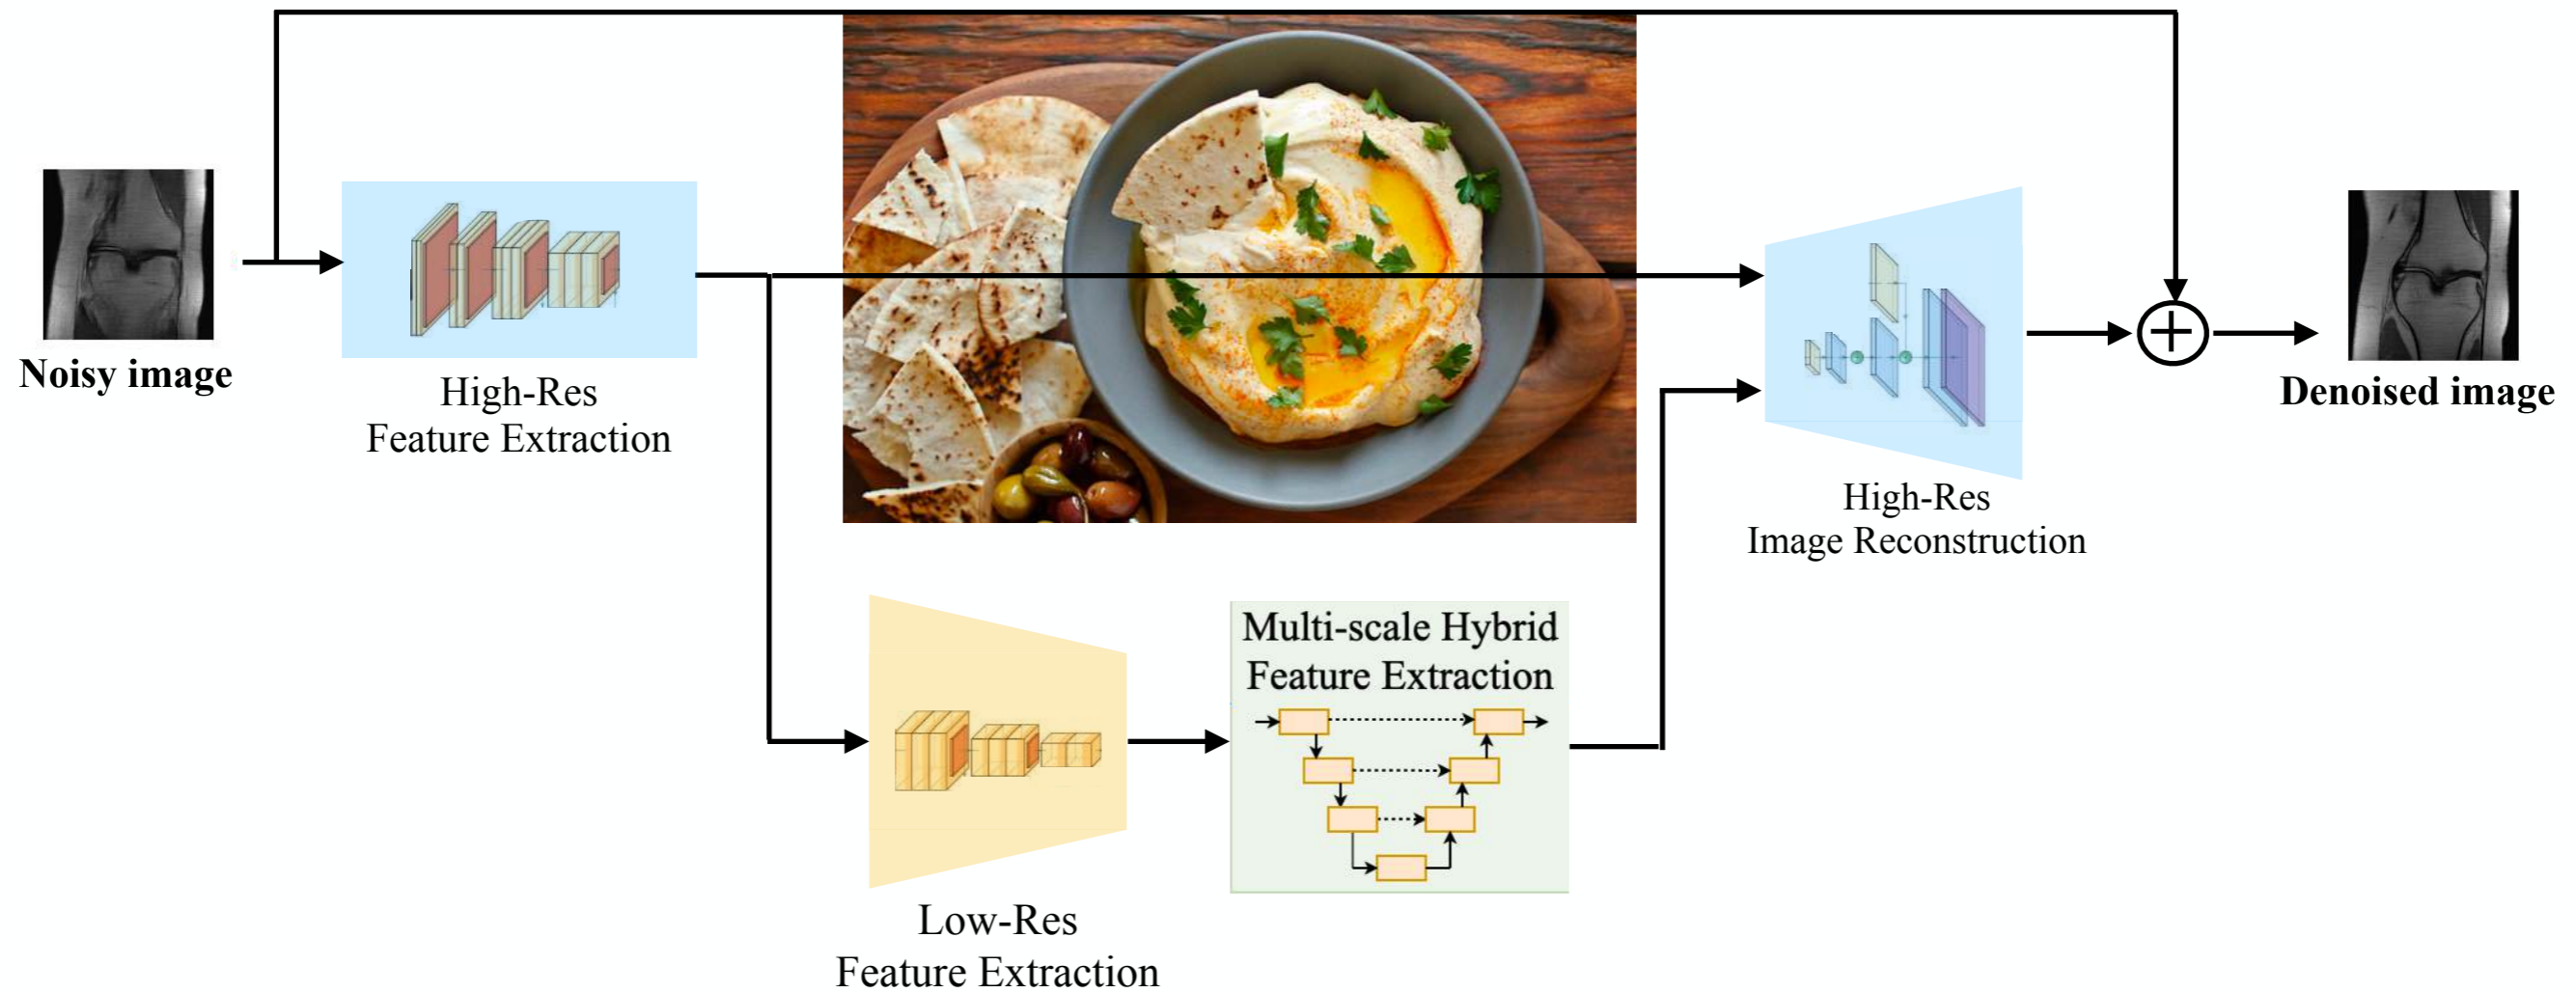 Noisy image
High-Res
Feature Extraction
High-Res
Image Reconstruction
Denoised image
Multi-scale Hybrid
Feature Extraction
Low-Res
Feature Extraction